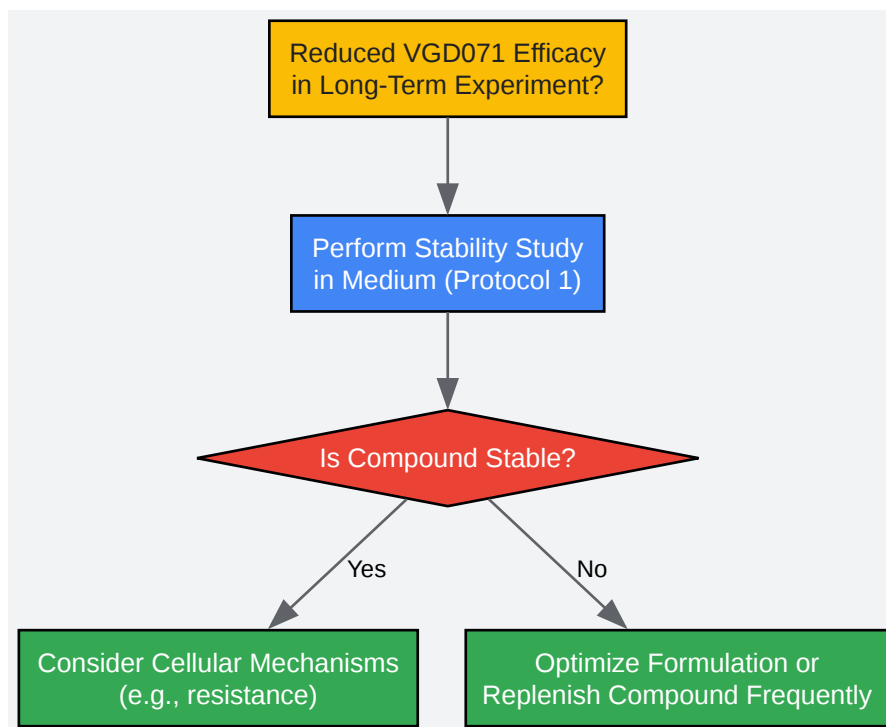 Reduced VGD071 Efficacy
in Long-Term Experiment?
Perform Stability Study
in Medium (Protocol 1)
Is Compound Stable?
Yes
No
Consider Cellular Mechanisms
(e.g., resistance)
Optimize Formulation or
Replenish Compound Frequently